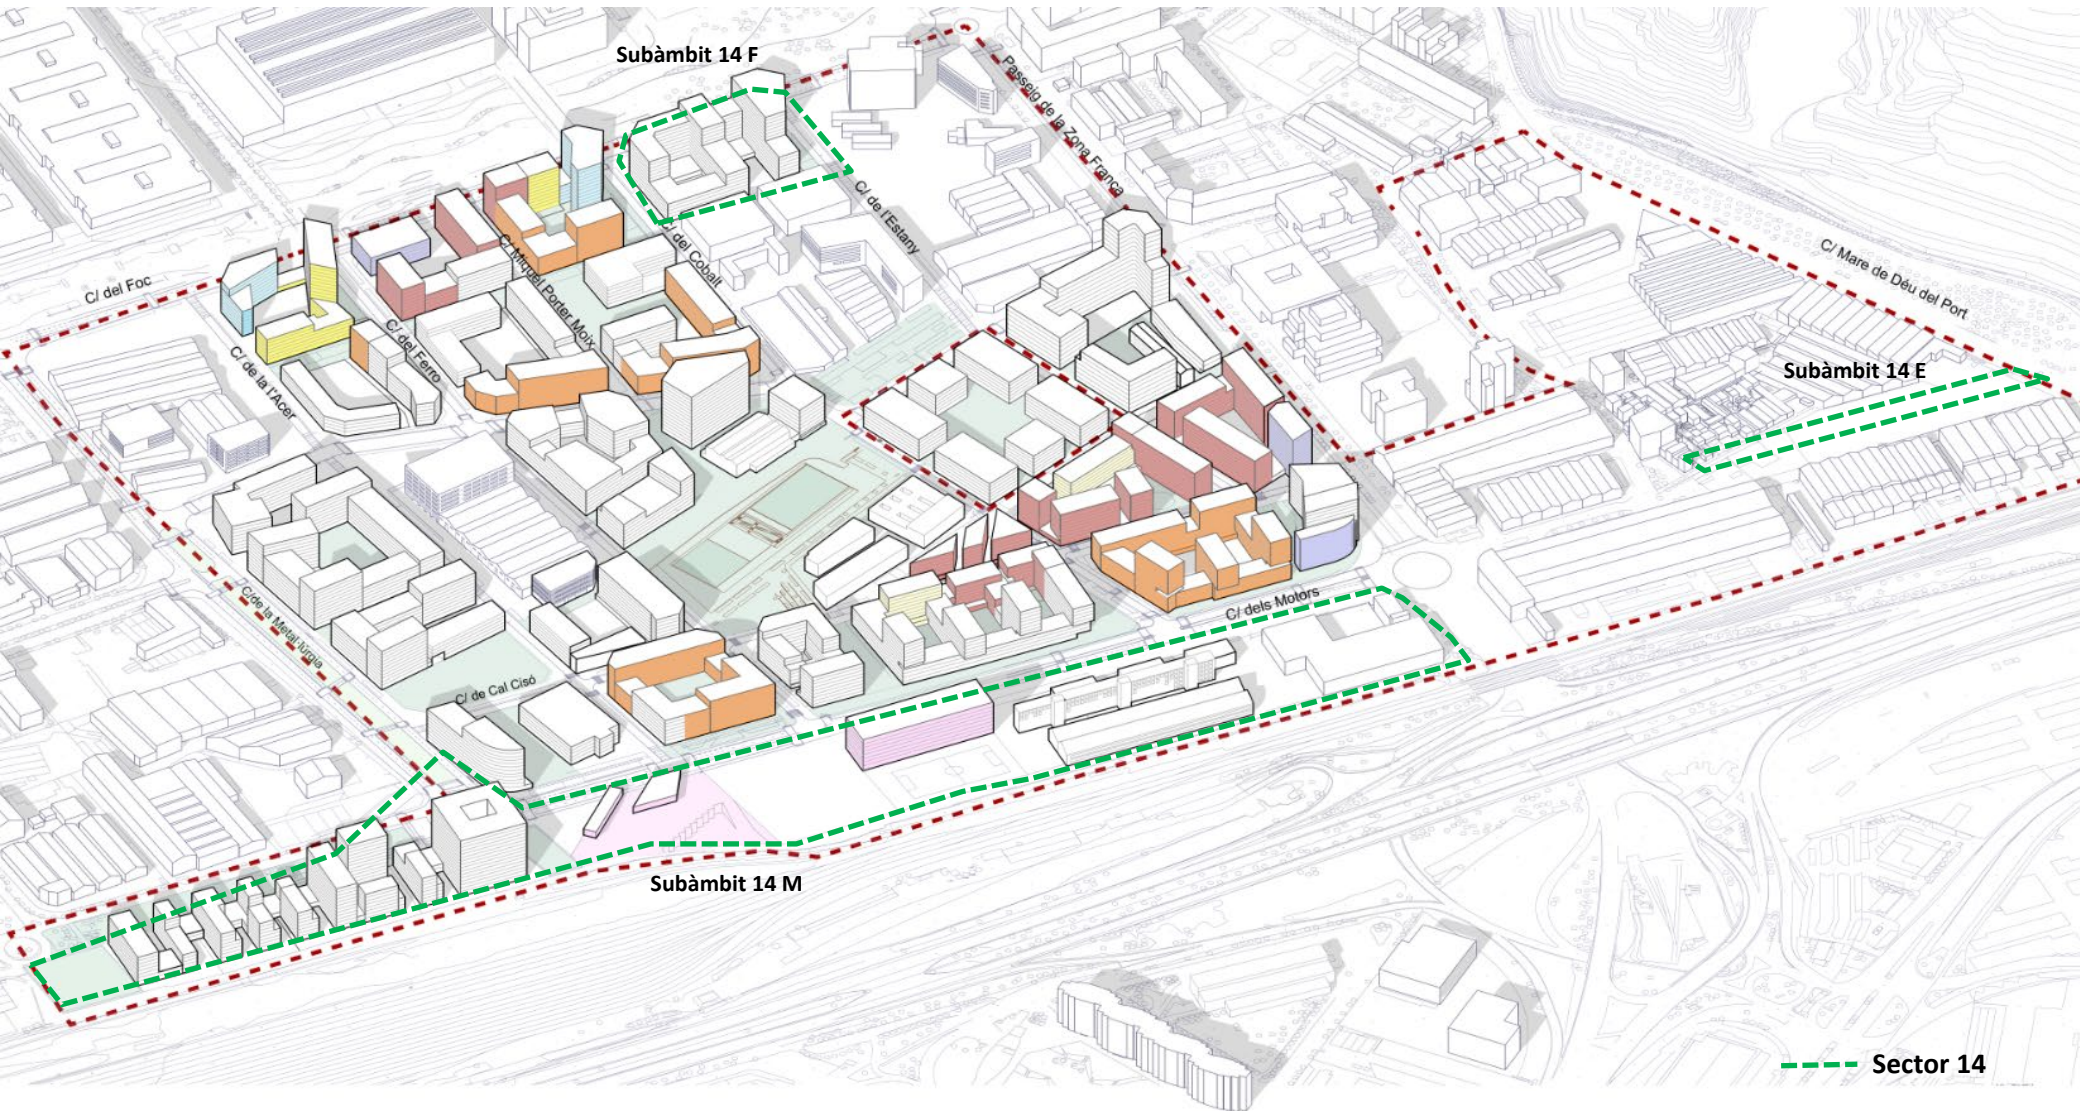 Subàmbit 14 F
Passeig de la Zona Franca
C/ de l'Estany
C/ del Cobalt
C/ Mare de Déu del Port
C/ Miquel Porter Moix
C/ del Foc
C/ del Ferro
C/ de la l'Acer
Subàmbit 14 E
C/de la Metal·lúrgia
C/ dels Motors
C/ de Cal Cisó
Subàmbit 14 M
Sector 14